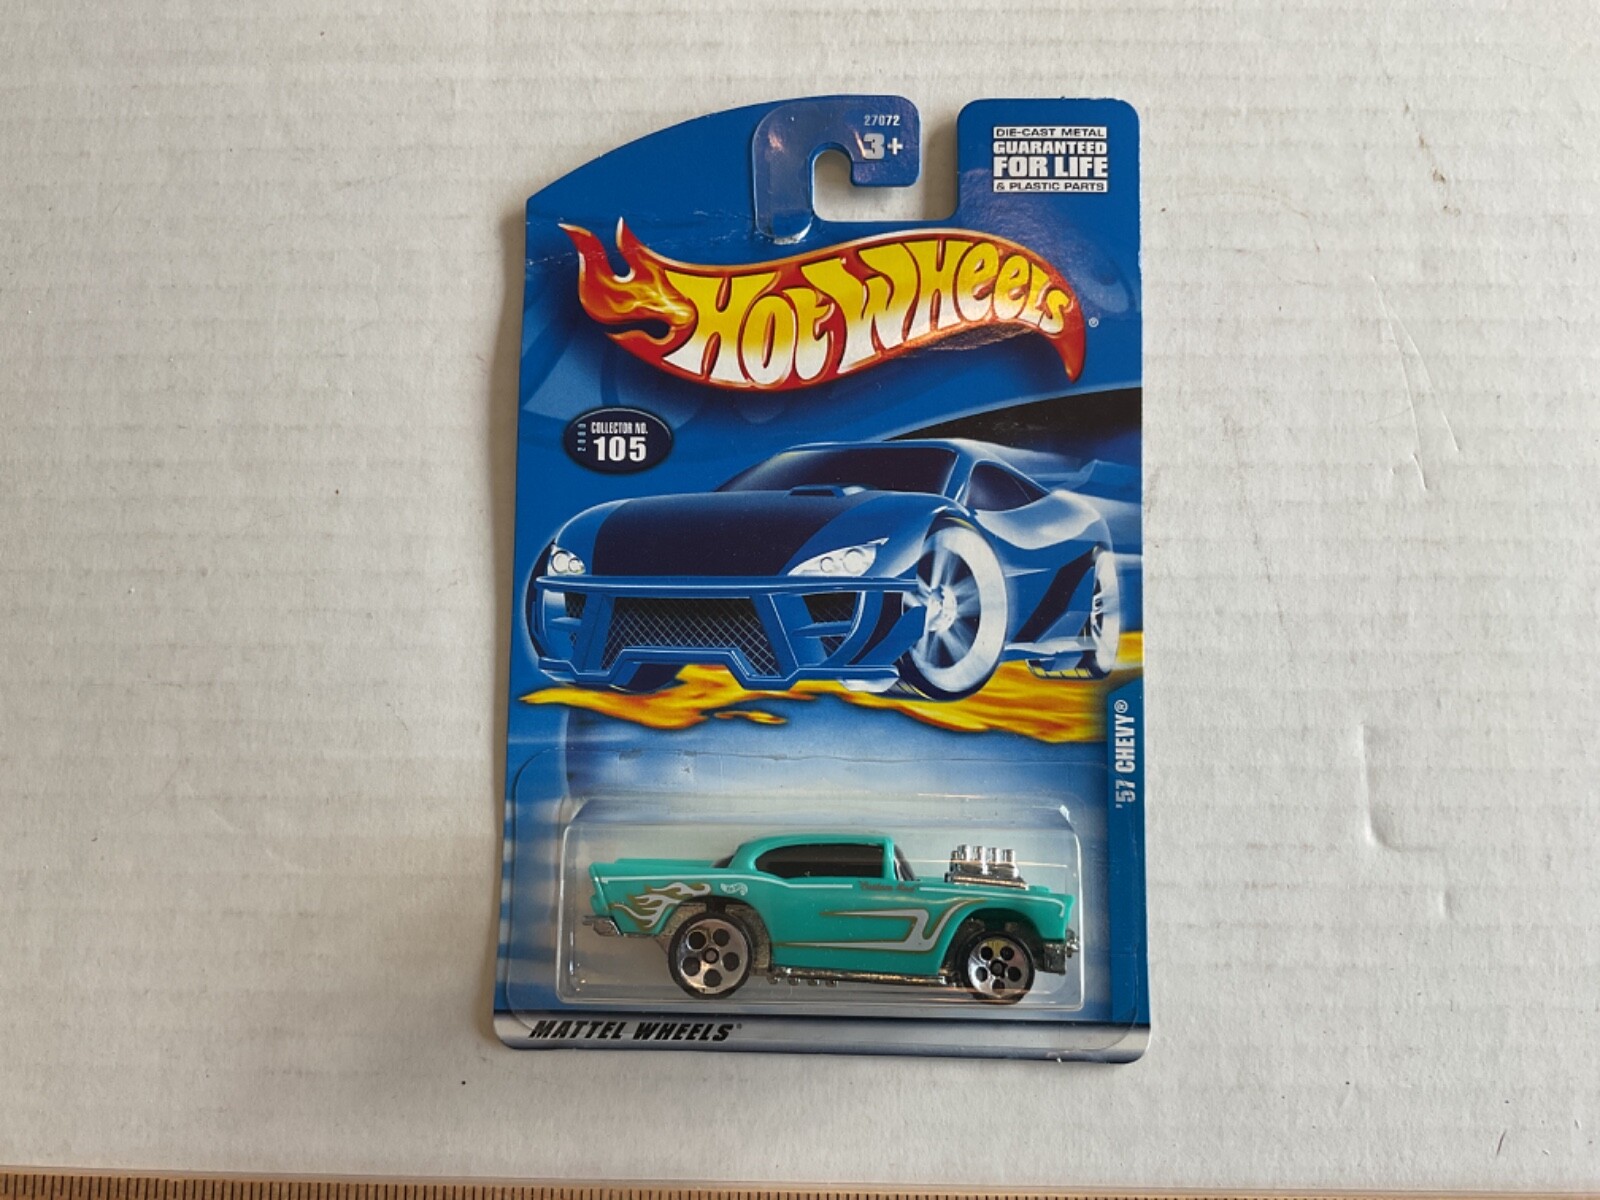 27072
3+
DIE-CAST METAL
GUARANTEED
FOR LIFE
& PLASTIC PARTS
HOT WHEELS®
2000
COLLECTOR NO.
105
'57 CHEVY®
MATTEL WHEELS